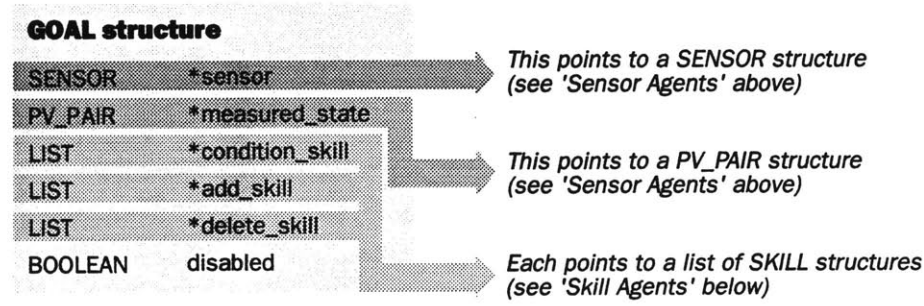 GOAL structure
SENSOR *sensor
This points to a SENSOR structure
(see 'Sensor Agents' above)
PV_PAIR *measured_state
LIST *condition_skill
This points to a PV_PAIR structure
(see 'Sensor Agents' above)
LIST *add_skill
LIST *delete_skill
BOOLEAN disabled
Each points to a list of SKILL structures
(see 'Skill Agents' below)